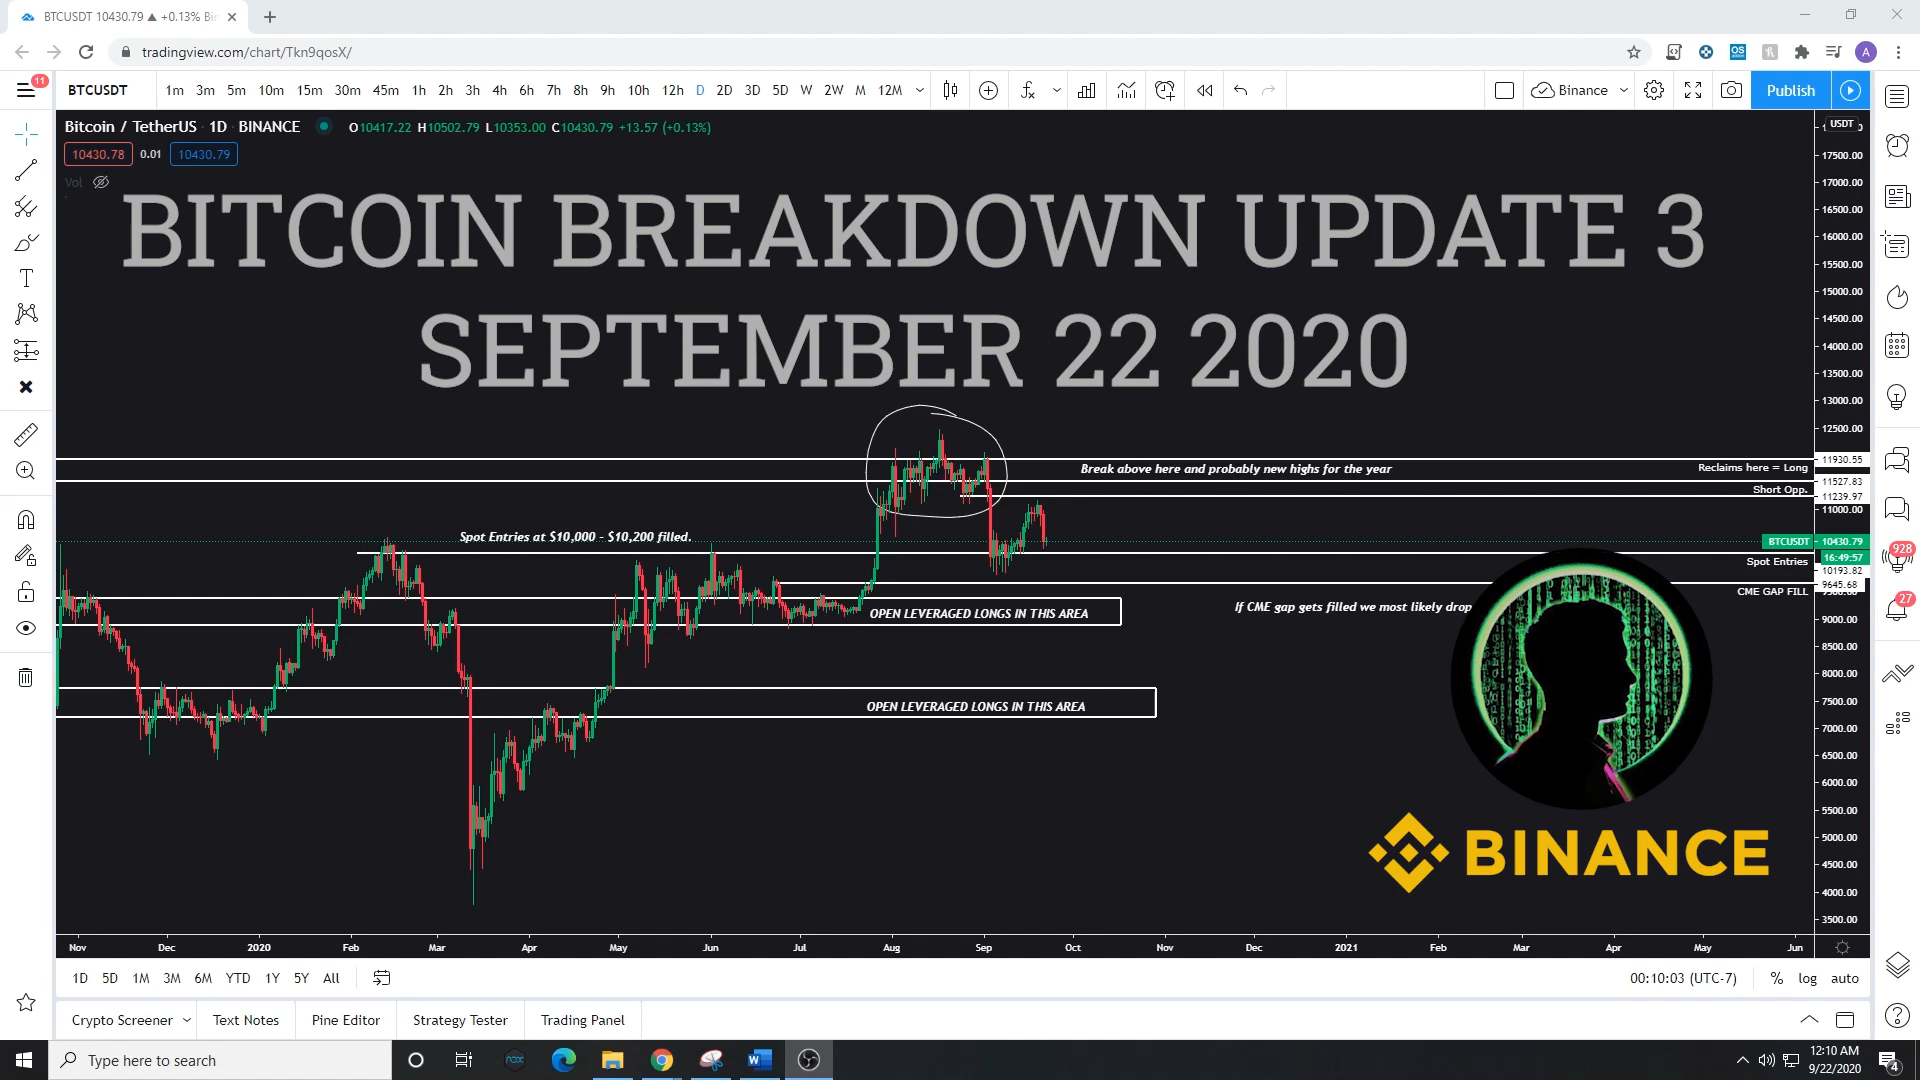 BTCUSDT 10430.79 ▲ +0.13% Bin
tradingview.com/chart/Tkn9qosX/
11
BTCUSDT 1m 3m 5m 10m 15m 30m 45m 1h 2h 3h 4h 6h 7h 8h 9h 10h 12h D 2D 3D 5D W 2W M 12M Binance Publish
Bitcoin / TetherUS 1D BINANCE O10417.22 H10502.79 L10353.00 C10430.79 +13.57 (+0.13%)
10430.78 0.01 10430.79
Vol
BITCOIN BREAKDOWN UPDATE 3
SEPTEMBER 22 2020
USDT
17500.00
17000.00
16500.00
16000.00
15500.00
15000.00
14500.00
14000.00
13500.00
13000.00
12500.00
11930.55
Break above here and probably new highs for the year
Reclaims here = Long
11527.83
Short Opp.
11239.97
11000.00
Spot Entries at $10,000 - $10,200 filled.
BTCUSDT 10430.79
16:49:57
Spot Entries
10193.82
9645.68
CME GAP FILL
If CME gap gets filled we most likely drop
OPEN LEVERAGED LONGS IN THIS AREA
9000.00
8500.00
8000.00
7500.00
OPEN LEVERAGED LONGS IN THIS AREA
7000.00
6500.00
6000.00
5500.00
5000.00
4500.00
4000.00
3500.00
BINANCE
Nov Dec 2020 Feb Mar Apr May Jun Jul Aug Sep Oct Nov Dec 2021 Feb Mar Apr May Jun
1D 5D 1M 3M 6M YTD 1Y 5Y All 00:10:03 (UTC-7) % log auto
Crypto Screener Text Notes Pine Editor Strategy Tester Trading Panel
928
27
Type here to search
12:10 AM
9/22/2020
4